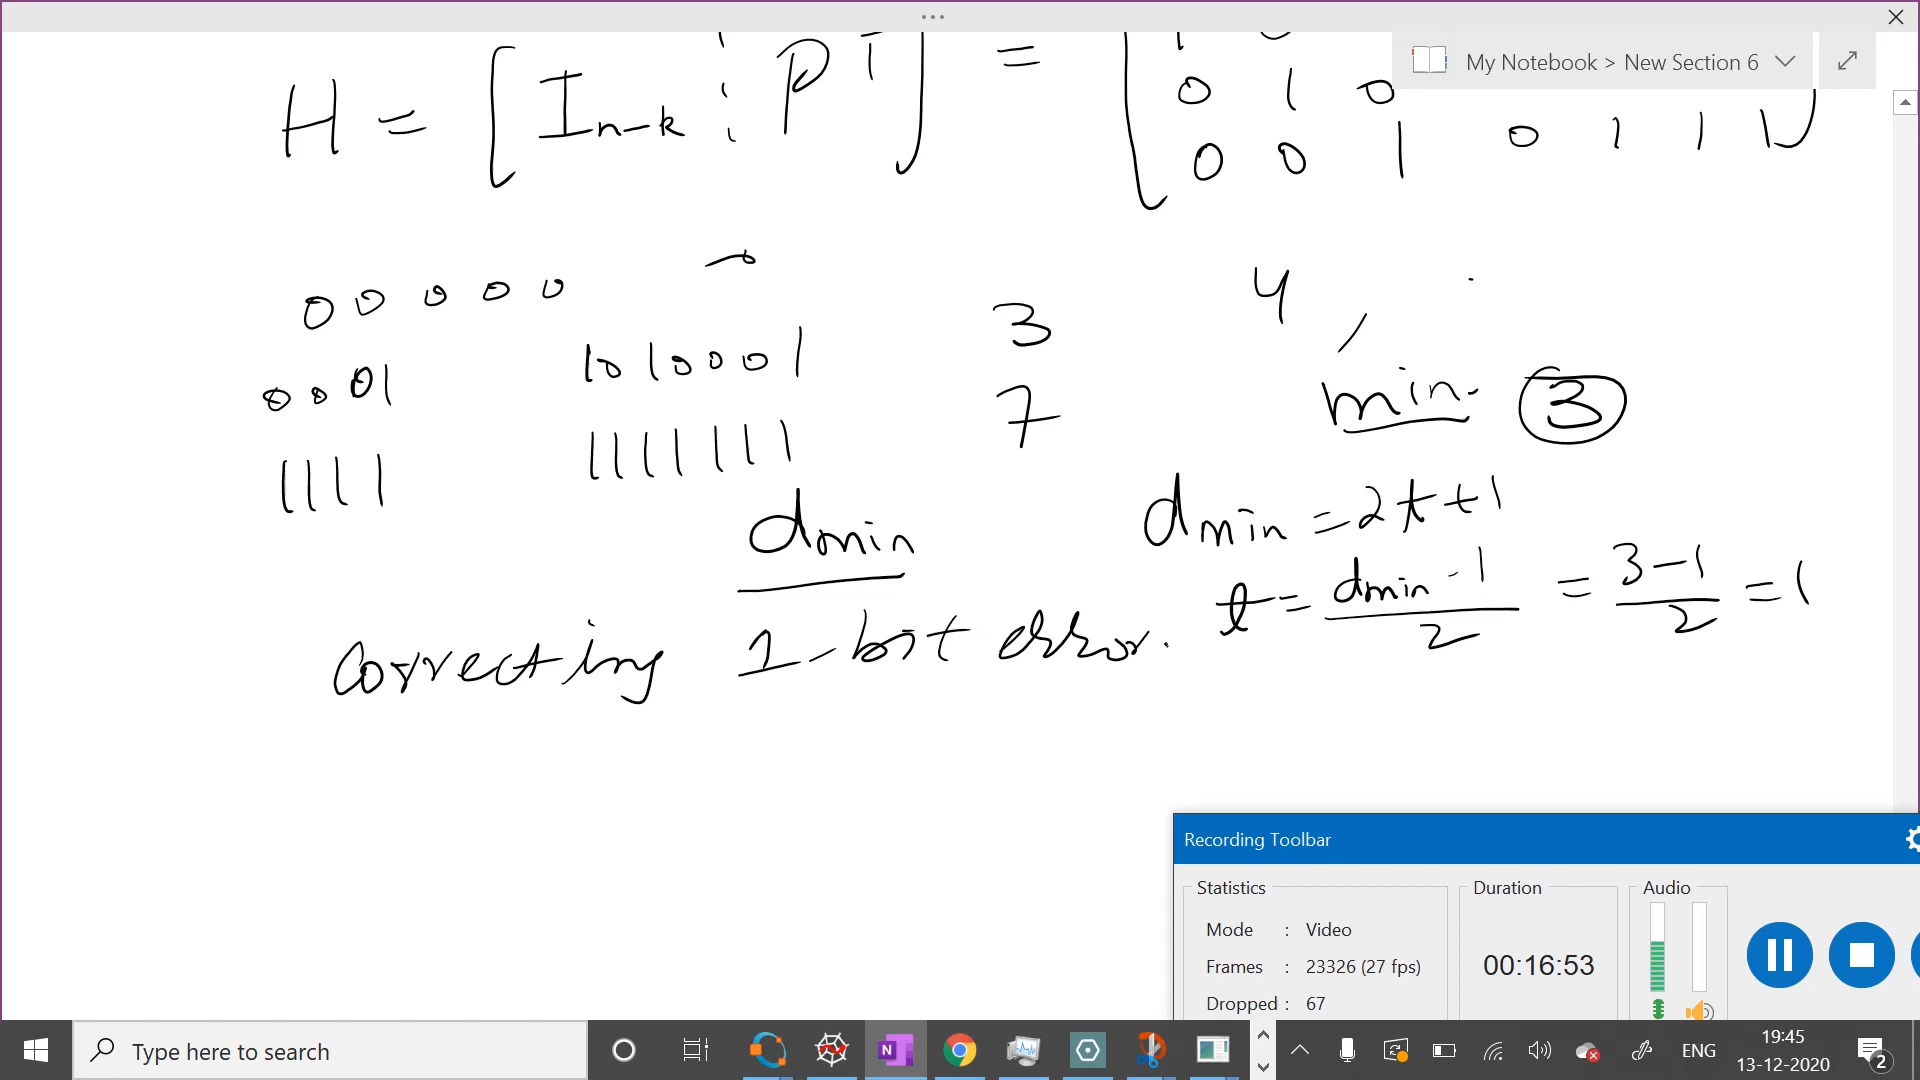 My Notebook > New Section 6
H = [ I n-k ⋮ P T ] =
0 1 0
0 0 1 0 1 1 1
0 0 0 0 0
3 4 ,
0 0 0 1 1 0 1 0 0 0 1
min. 3
7
1 1 1 1 1 1 1 1 1 1 1
dmin
dmin = 2t+1
t = dmin - 1 / 2 = 3-1 / 2 = 1
Correcting 1-bit error.
Recording Toolbar
Statistics
Duration
Audio
Mode : Video
Frames : 23326 (27 fps)
00:16:53
Dropped : 67
Type here to search
ENG
19:45
13-12-2020
2